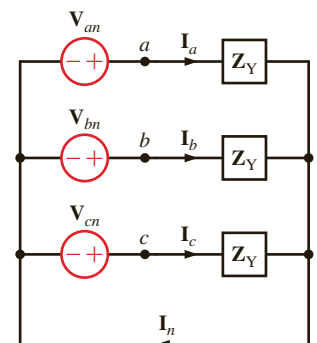 V_an
a I_a Z_Y
− +
V_bn
b I_b Z_Y
− +
V_cn
c I_c Z_Y
− +
I_n